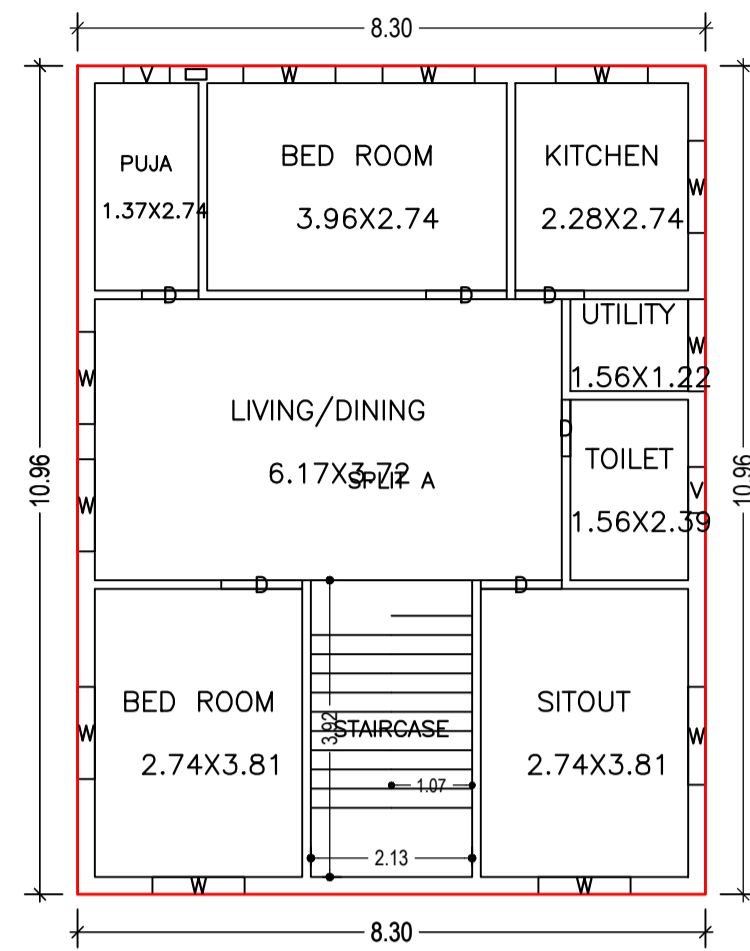 8.30
V W W W
PUJA
1.37X2.74
BED ROOM
3.96X2.74
KITCHEN
2.28X2.74
W
D D D
UTILITY
1.56X1.22
W
W
LIVING/DINING
6.17X3.72
SPLIT A
D
TOILET
1.56X2.39
V
W
10.96
10.96
D D
BED ROOM
2.74X3.81
W
3.92
STAIRCASE
1.07
2.13
SITOUT
2.74X3.81
W
W W
8.30